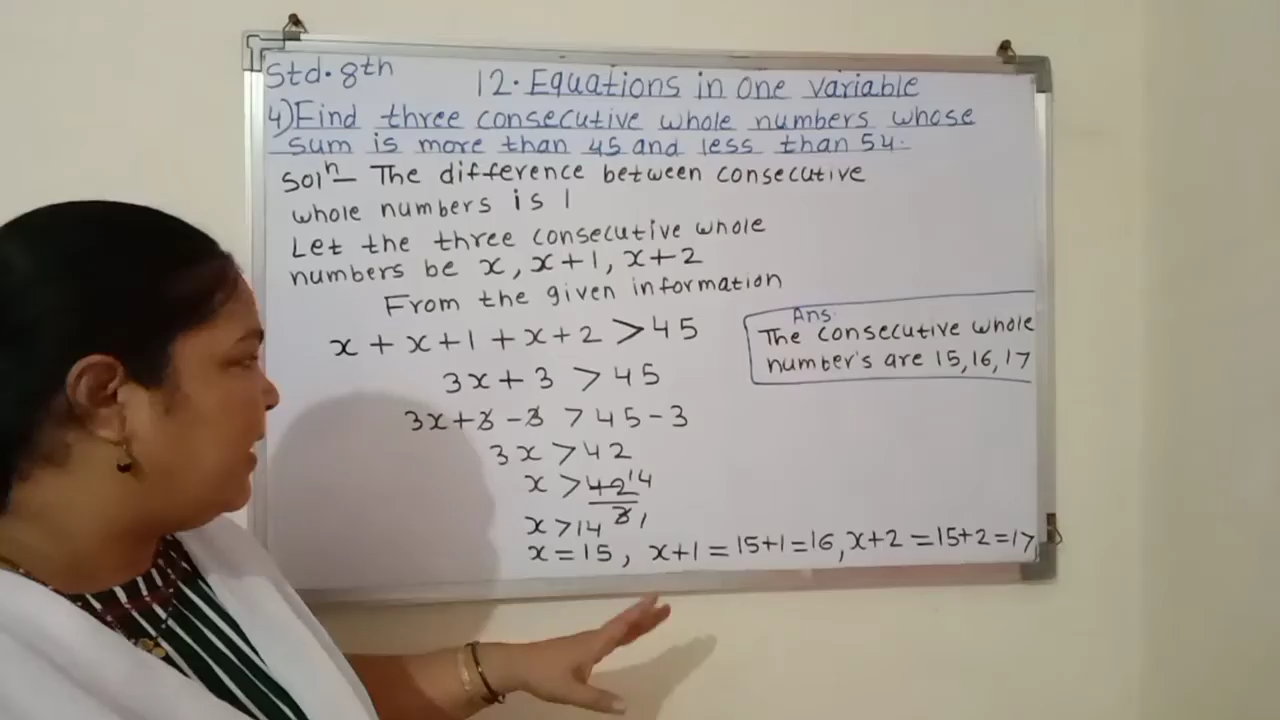 Std. 8th
12. Equations in one variable
4) Find three consecutive whole numbers whose
sum is more than 45 and less than 54.
Solⁿ- The difference between consecutive
whole numbers is 1
Let the three consecutive whole
numbers be x, x+1, x+2
From the given information
x + x+1 + x+2 > 45
3x+3 > 45
3x+3 -3 > 45-3
3x > 42
x > 42/3 14 1
x > 14
x = 15, x+1 = 15+1=16, x+2 = 15+2=17
Ans.
The consecutive whole
number's are 15, 16, 17